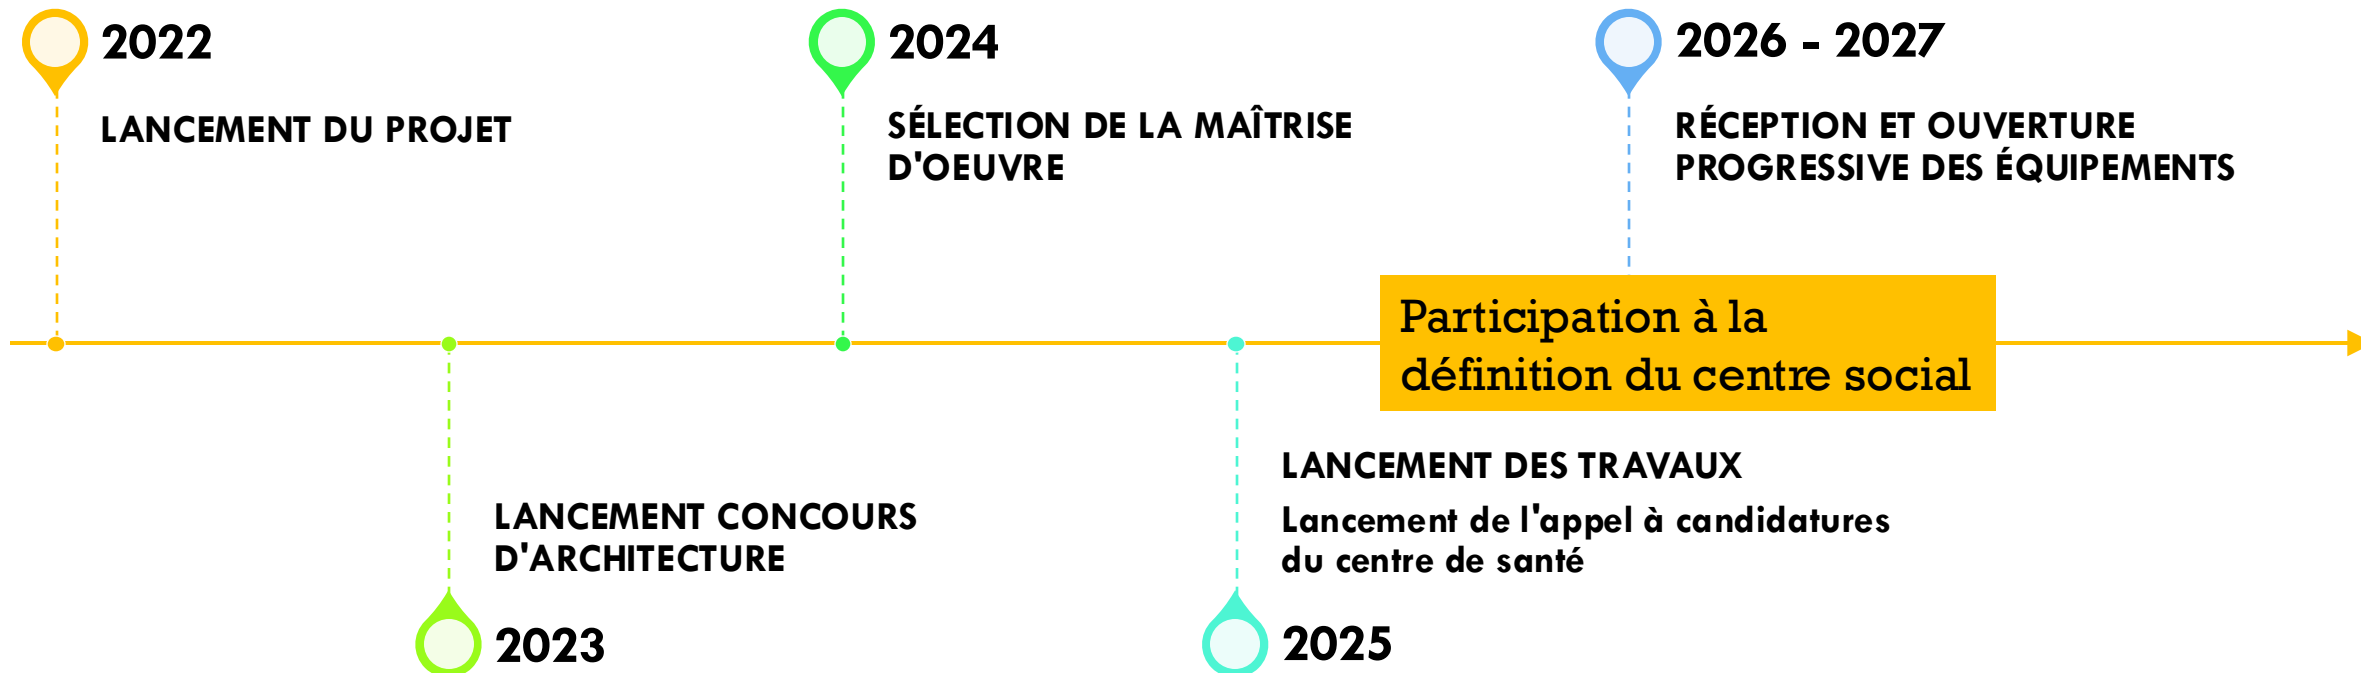 2022
LANCEMENT DU PROJET
2024
SÉLECTION DE LA MAÎTRISE
D'OEUVRE
2026 - 2027
RÉCEPTION ET OUVERTURE
PROGRESSIVE DES ÉQUIPEMENTS
Participation à la
définition du centre social
LANCEMENT CONCOURS
D'ARCHITECTURE
2023
LANCEMENT DES TRAVAUX
Lancement de l'appel à candidatures
du centre de santé
2025